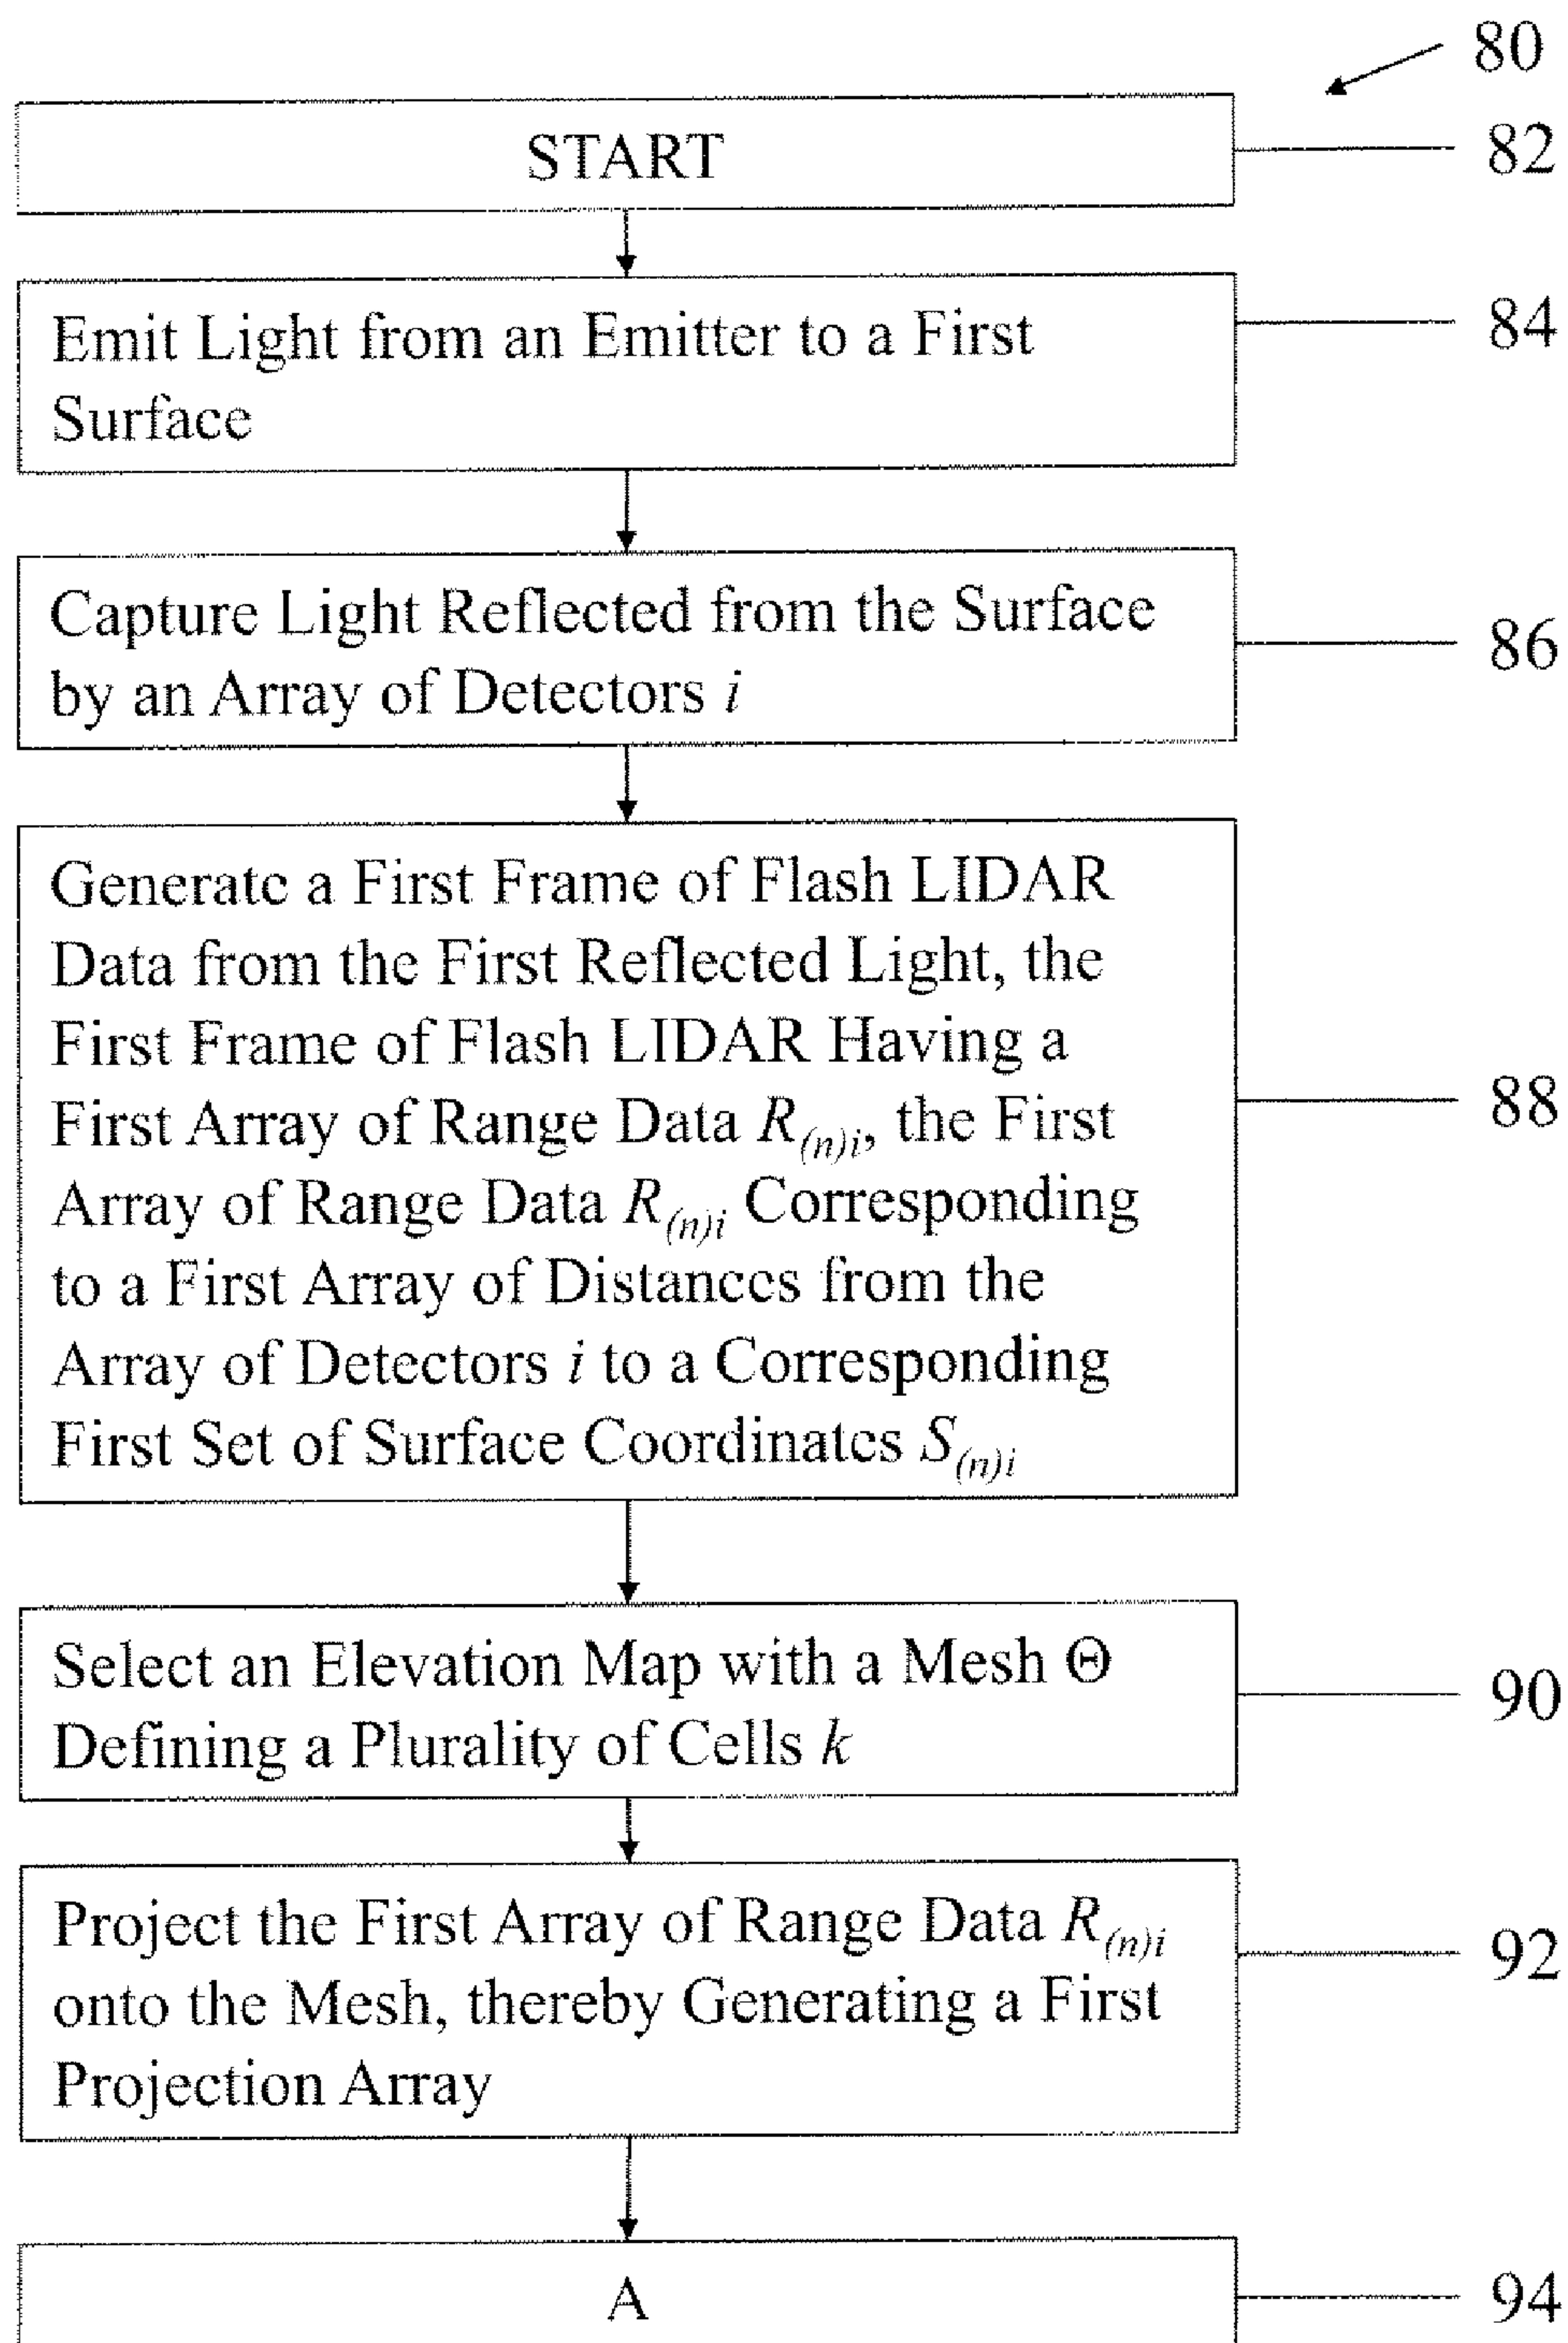 80
START
82
Emit Light from an Emitter to a First
Surface
84
Capture Light Reflected from the Surface
by an Array of Detectors i
86
Generate a First Frame of Flash LIDAR
Data from the First Reflected Light, the
First Frame of Flash LIDAR Having a
First Array of Range Data R(n)i, the First
Array of Range Data R(n)i Corresponding
to a First Array of Distances from the
Array of Detectors i to a Corresponding
First Set of Surface Coordinates S(n)i
88
Select an Elevation Map with a Mesh Θ
Defining a Plurality of Cells k
90
Project the First Array of Range Data R(n)i
onto the Mesh, thereby Generating a First
Projection Array
92
A
94